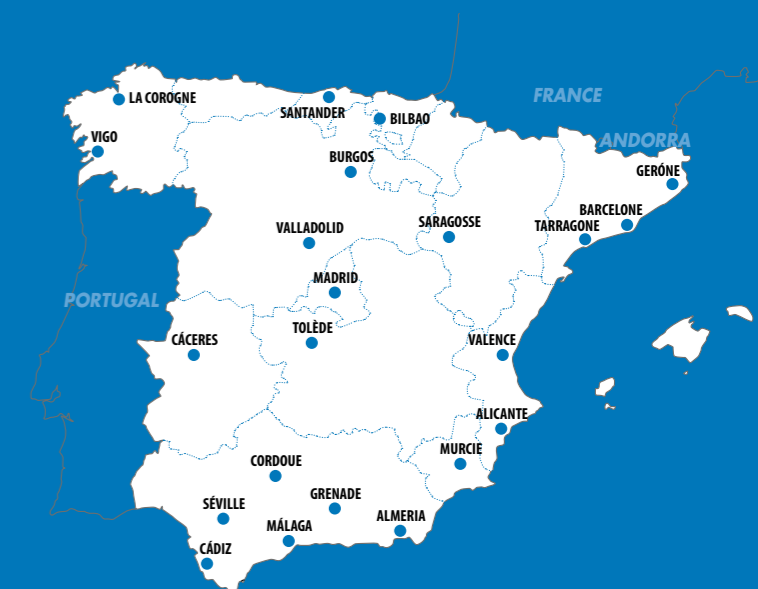 FRANCE
LA COROGNE
SANTANDER
BILBAO
VIGO
ANDORRA
BURGOS
GERÓNE
BARCELONE
SARAGOSSE
TARRAGONE
VALLADOLID
MADRID
PORTUGAL
TOLÈDE
CÁCERES
VALENCE
ALICANTE
MURCIE
CORDOUE
GRENADE
SÉVILLE
ALMERIA
MÁLAGA
CÁDIZ